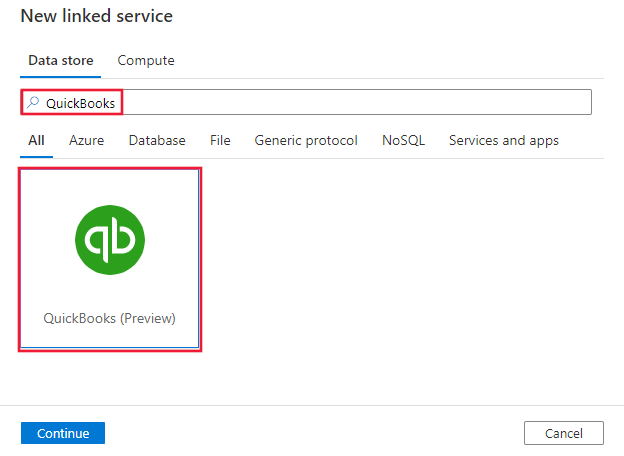 New linked service
Data store Compute
QuickBooks
All Azure Database File Generic protocol NoSQL Services and apps
qb
QuickBooks (Preview)
Continue Cancel